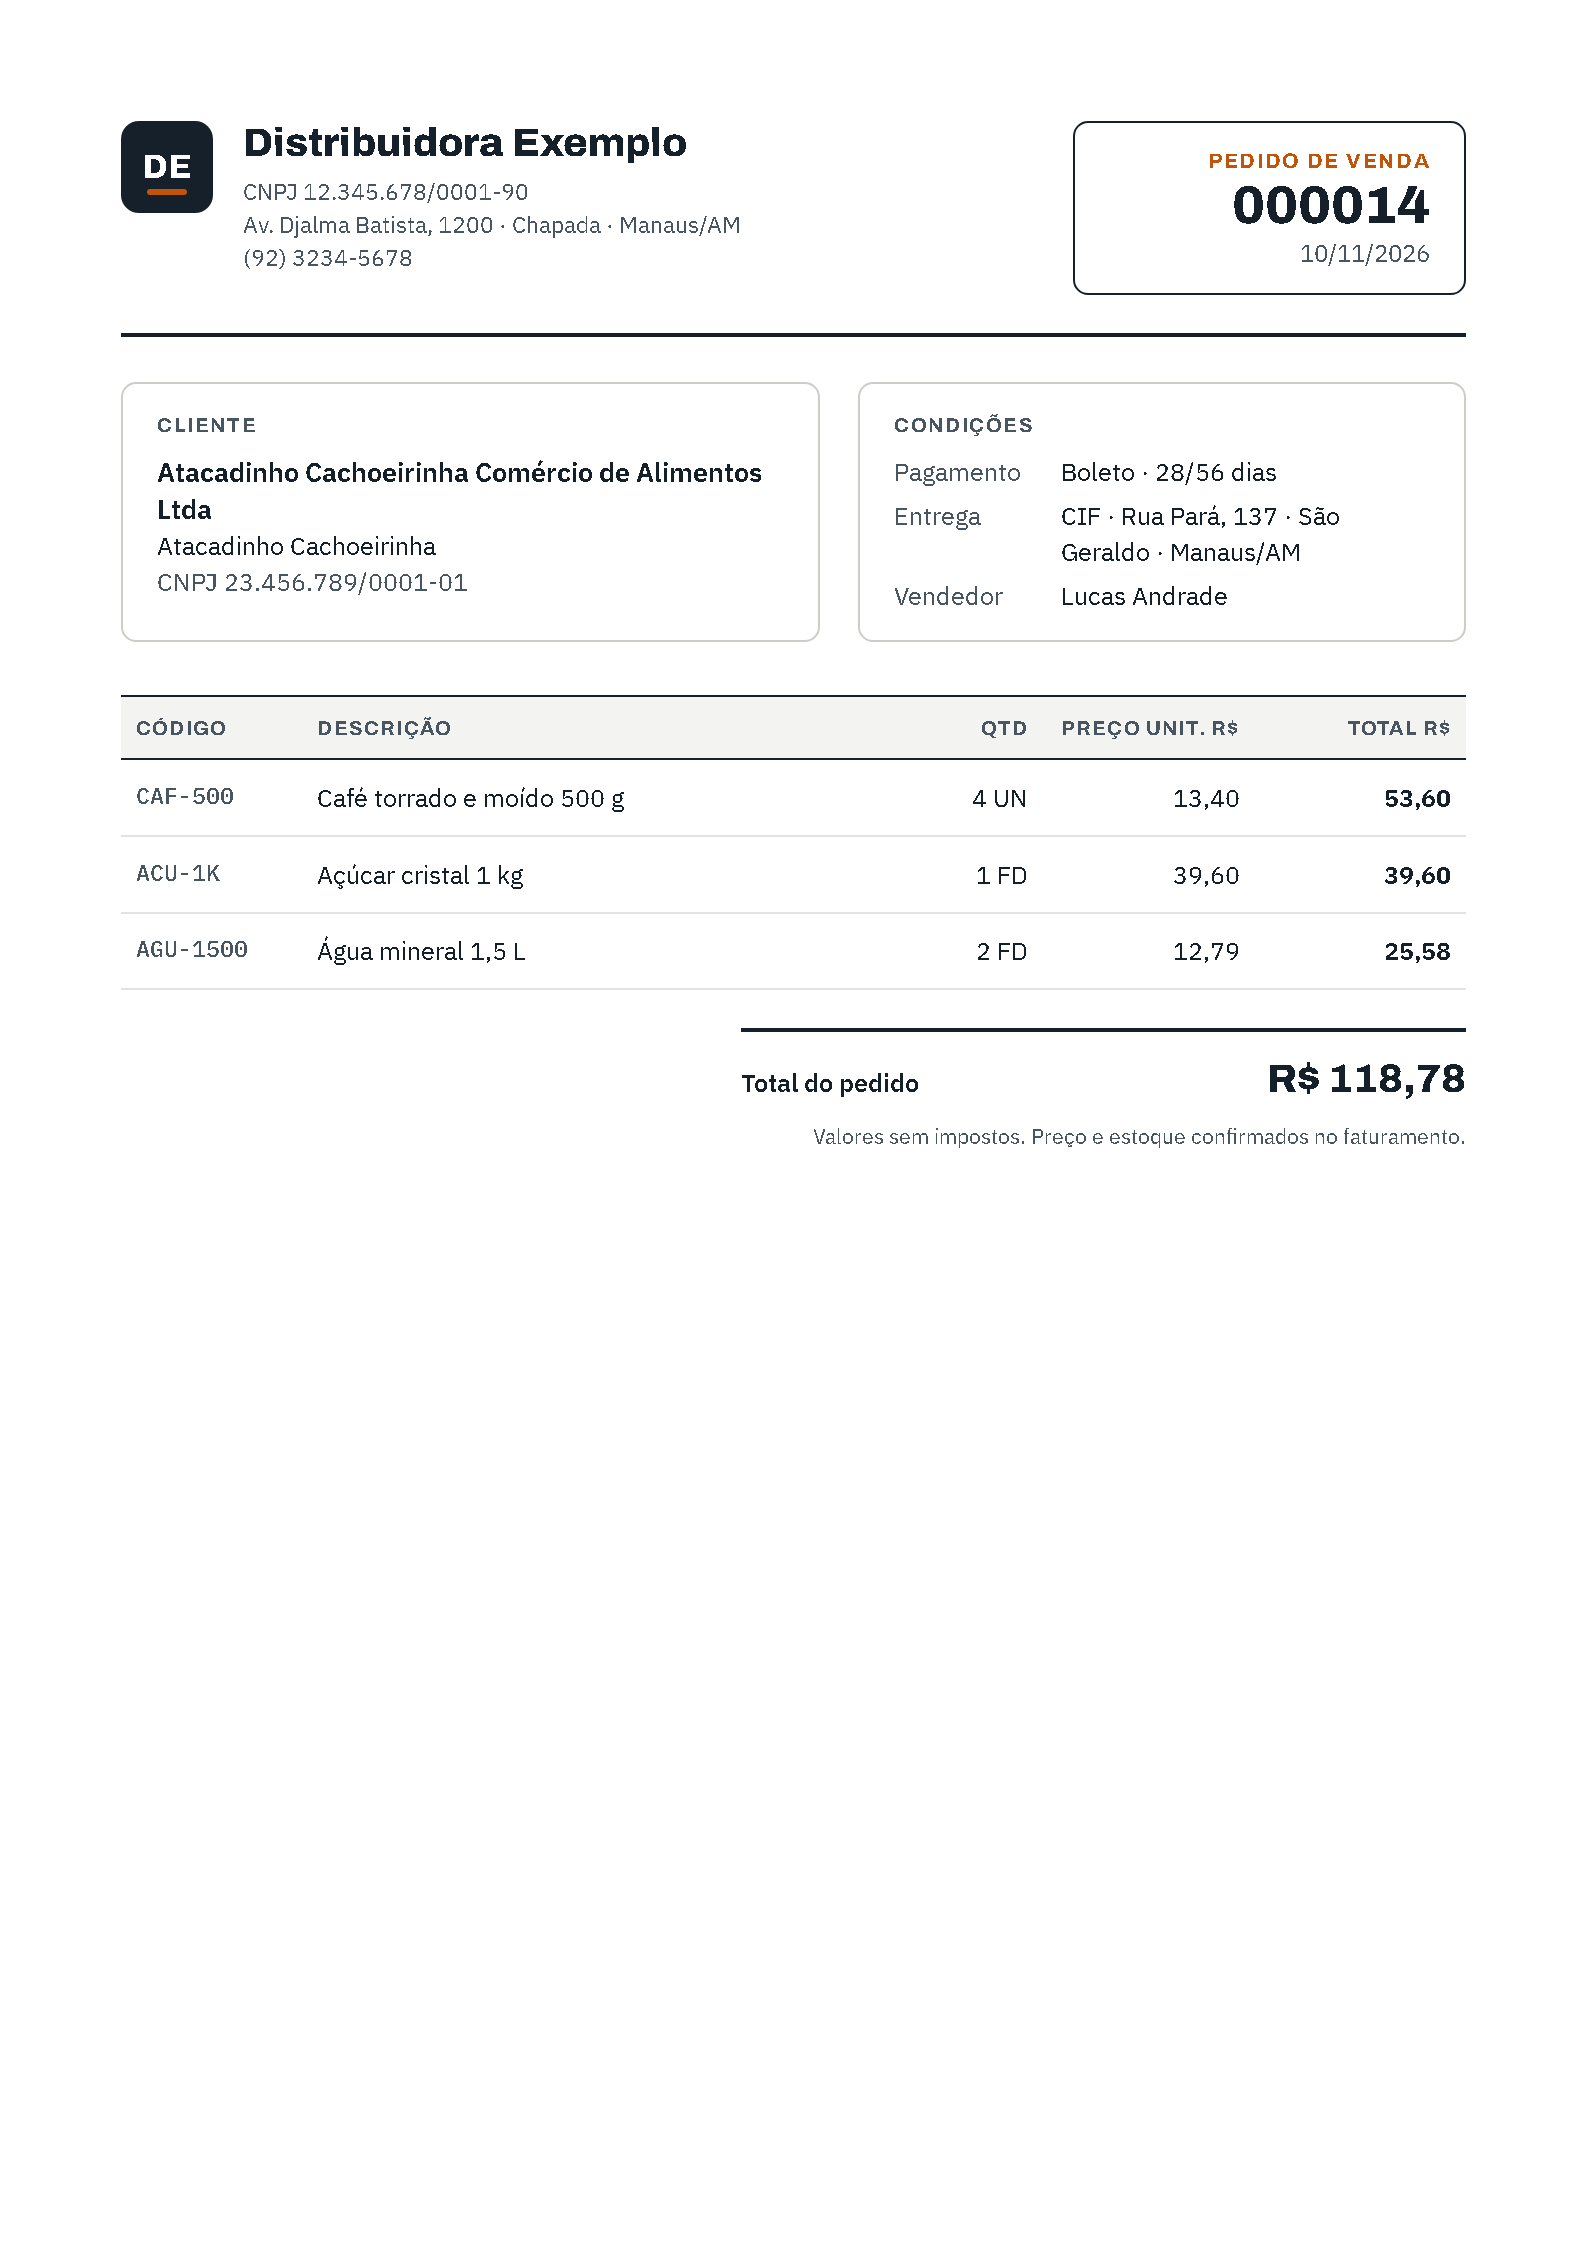 DE
Distribuidora Exemplo
CNPJ 12.345.678/0001-90
Av. Djalma Batista, 1200 · Chapada · Manaus/AM
(92) 3234-5678
PEDIDO DE VENDA
000014
10/11/2026
CLIENTE
Atacadinho Cachoeirinha Comércio de Alimentos
Ltda
Atacadinho Cachoeirinha
CNPJ 23.456.789/0001-01
CONDIÇÕES
Pagamento Boleto · 28/56 dias
Entrega CIF · Rua Pará, 137 · São
Geraldo · Manaus/AM
Vendedor Lucas Andrade
CÓDIGO DESCRIÇÃO QTD PREÇO UNIT. R$ TOTAL R$
CAF-500 Café torrado e moído 500 g 4 UN 13,40 53,60
ACU-1K Açúcar cristal 1 kg 1 FD 39,60 39,60
AGU-1500 Água mineral 1,5 L 2 FD 12,79 25,58
Total do pedido R$ 118,78
Valores sem impostos. Preço e estoque confirmados no faturamento.